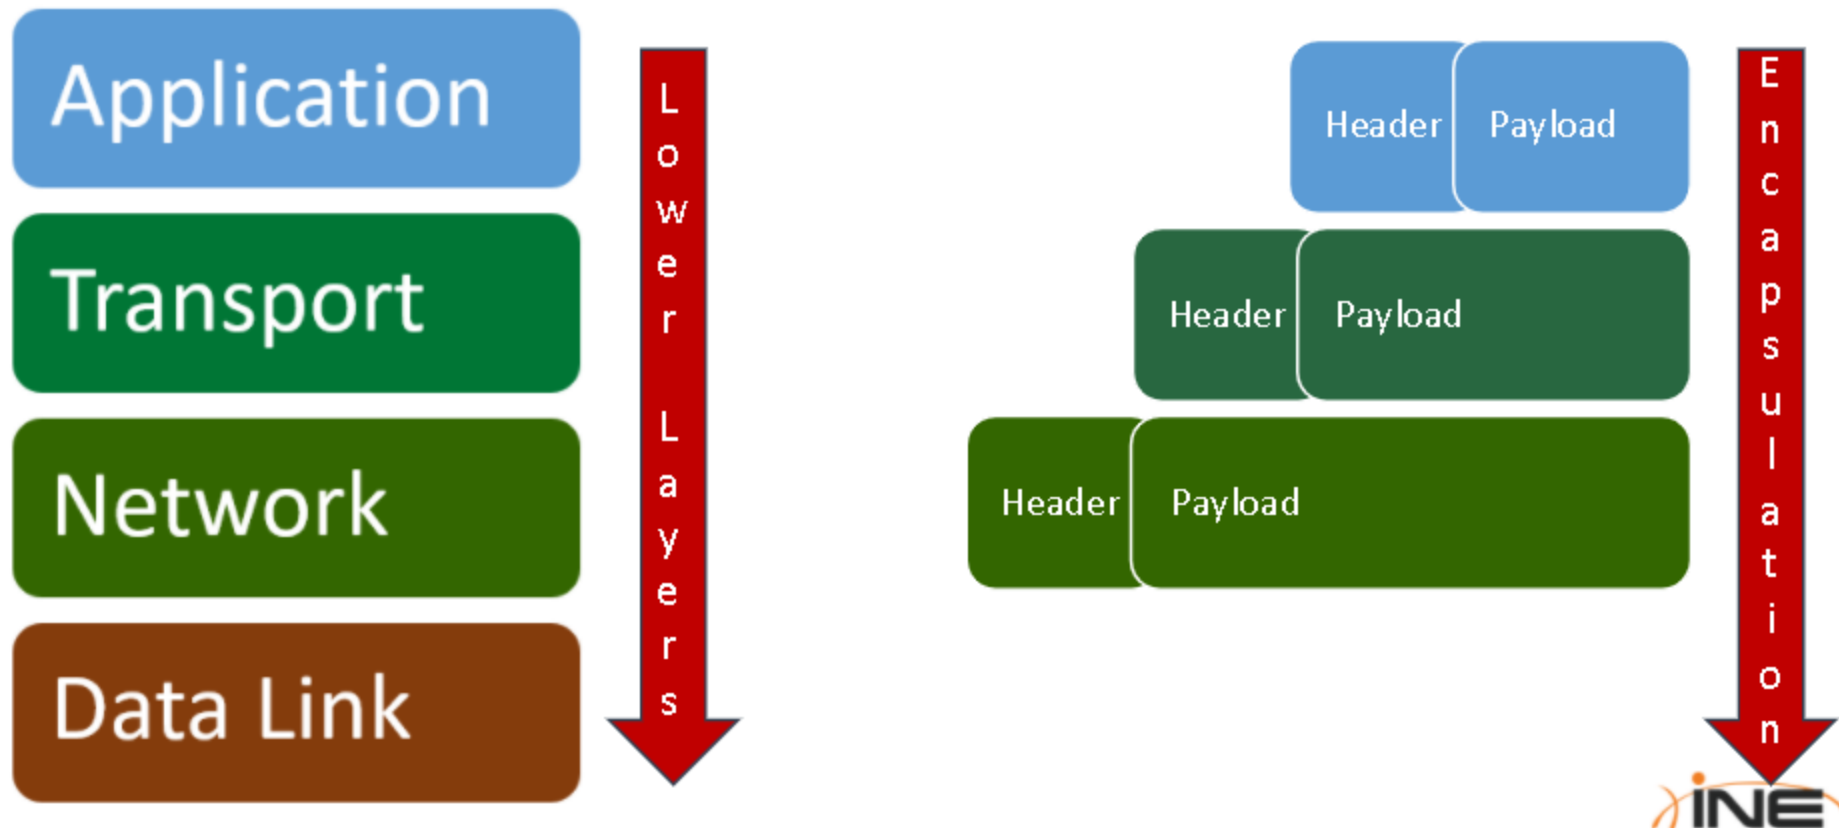 Application
Transport
Network
Data Link
Lower Layers
Header Payload
Header Payload
Header Payload
Encapsulation
iNE